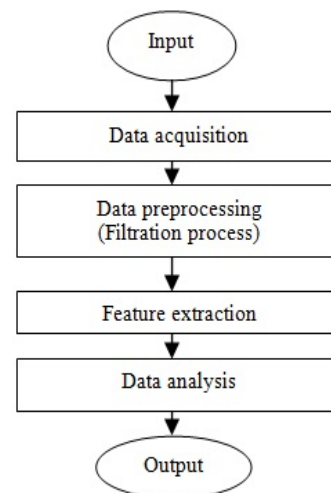 Input
Data acquisition
Data preprocessing
(Filtration process)
Feature extraction
Data analysis
Output